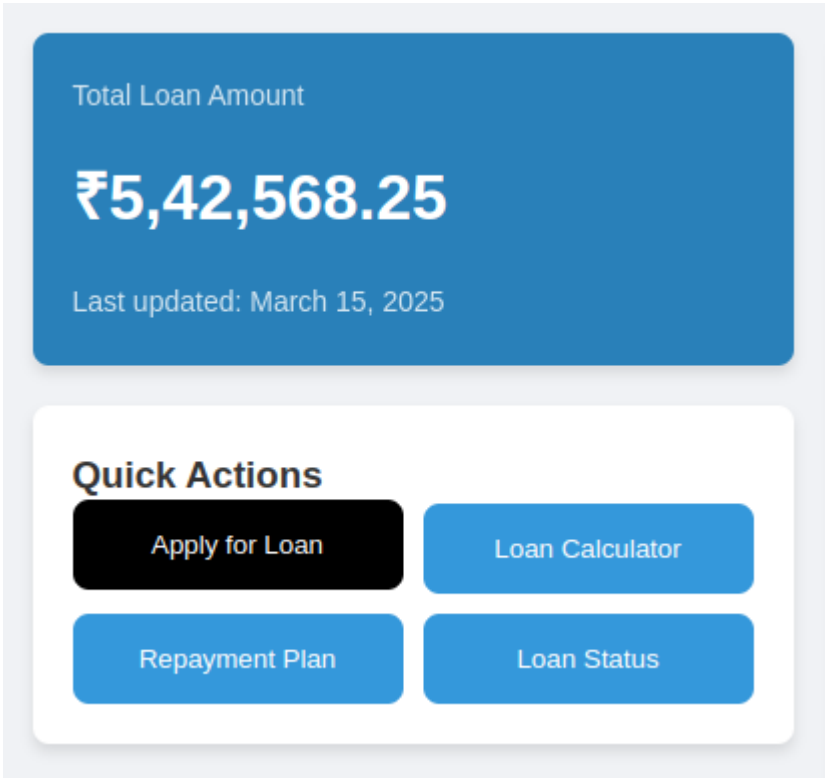 Total Loan Amount
₹5,42,568.25
Last updated: March 15, 2025
Quick Actions
Apply for Loan
Loan Calculator
Repayment Plan
Loan Status